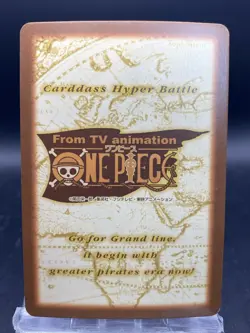 Carddass Hyper Battle
From TV animation
ワンピース
ONE PIECE
Go for Grand line.
It begin with
greater pirates era now!